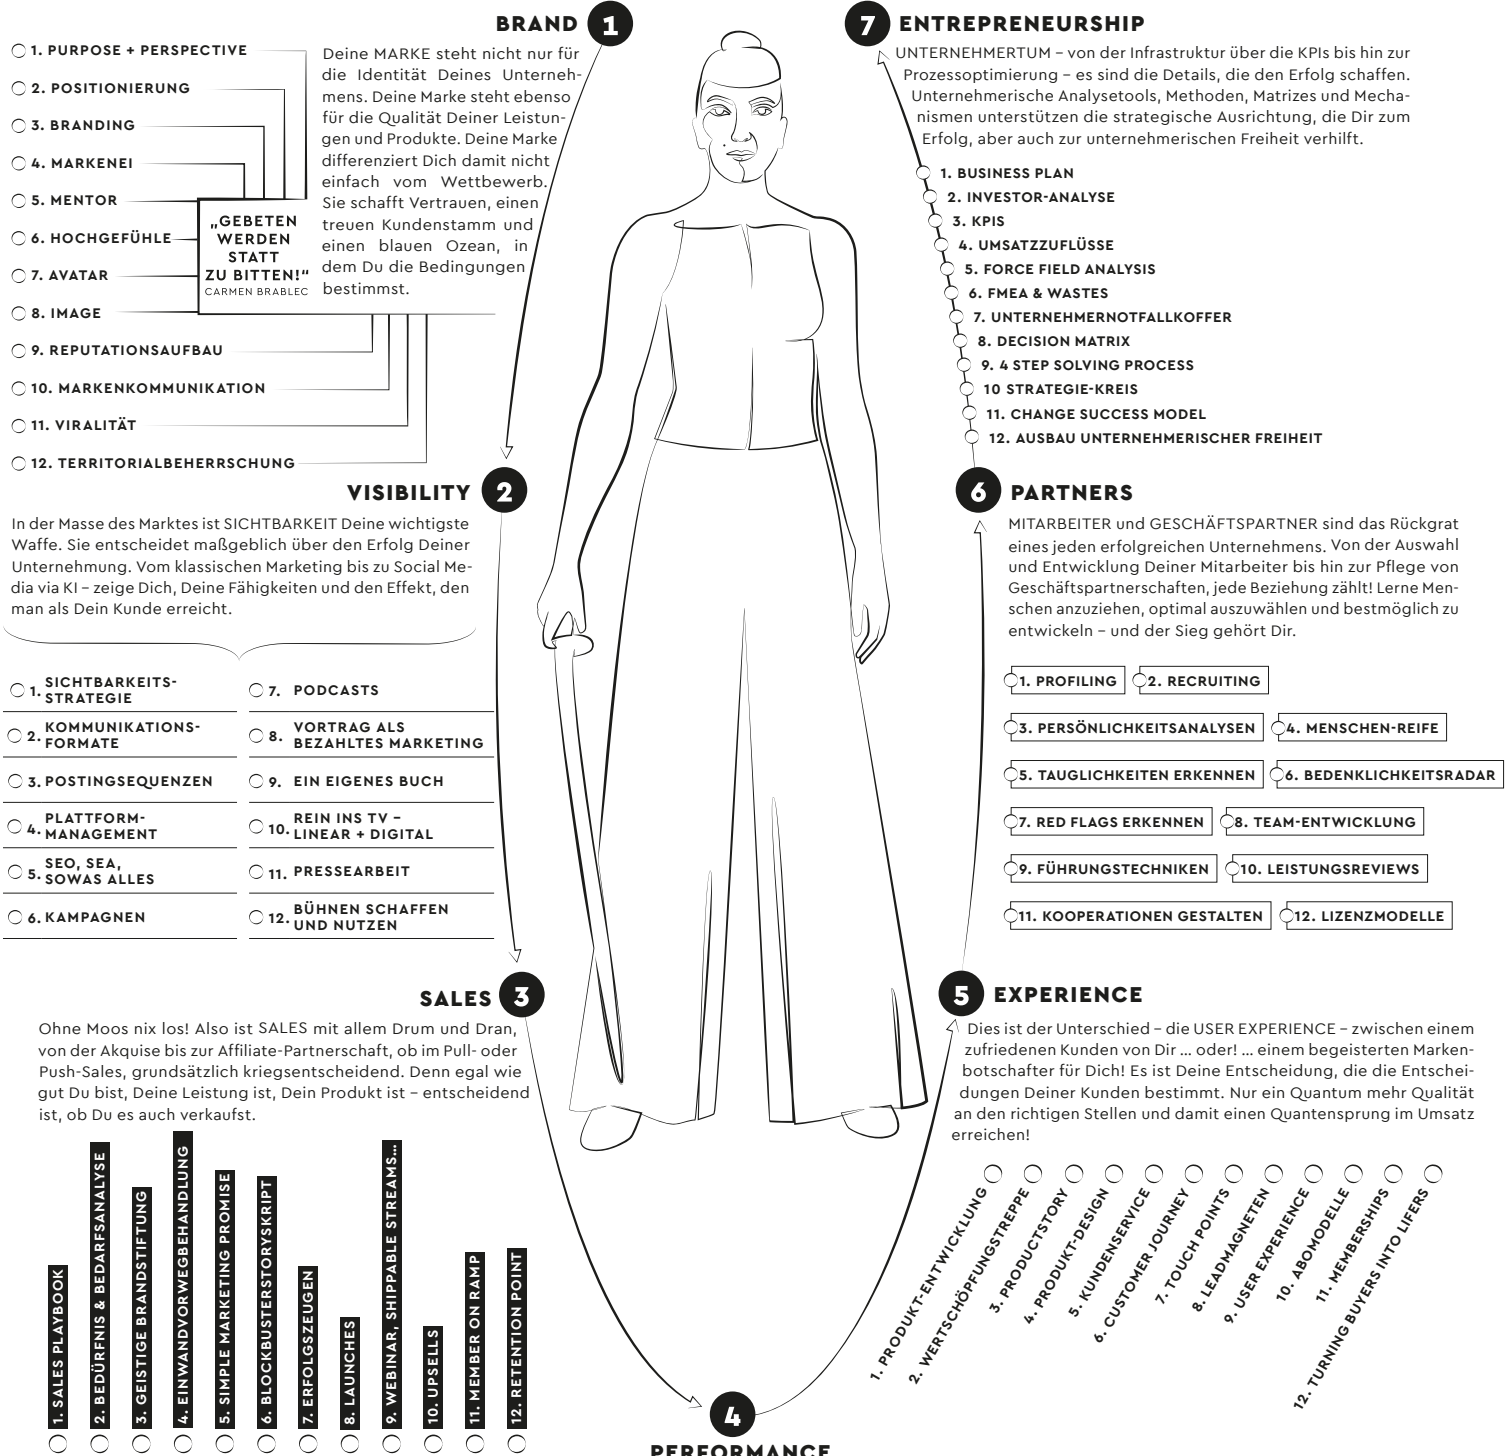 BRAND 1
1. PURPOSE + PERSPECTIVE
2. POSITIONIERUNG
3. BRANDING
4. MARKENEI
5. MENTOR
6. HOCHGEFÜHLE
7. AVATAR
8. IMAGE
9. REPUTATIONSAUFBAU
10. MARKENKOMMUNIKATION
11. VIRALITÄT
12. TERRITORIALBEHERRSCHUNG
„GEBETEN
WERDEN
STATT
ZU BITTEN!“
CARMEN BRABLEC
Deine MARKE steht nicht nur für
die Identität Deines Unterneh-
mens. Deine Marke steht ebenso
für die Qualität Deiner Leistun-
gen und Produkte. Deine Marke
differenziert Dich damit nicht
einfach vom Wettbewerb.
Sie schafft Vertrauen, einen
treuen Kundenstamm und
einen blauen Ozean, in
dem Du die Bedingungen
bestimmst.
VISIBILITY 2
In der Masse des Marktes ist SICHTBARKEIT Deine wichtigste
Waffe. Sie entscheidet maßgeblich über den Erfolg Deiner
Unternehmung. Vom klassischen Marketing bis zu Social Me-
dia via KI – zeige Dich, Deine Fähigkeiten und den Effekt, den
man als Dein Kunde erreicht.
1. SICHTBARKEITS-
STRATEGIE
2. KOMMUNIKATIONS-
FORMATE
3. POSTINGSEQUENZEN
4. PLATTFORM-
MANAGEMENT
5. SEO, SEA,
SOWAS ALLES
6. KAMPAGNEN
7. PODCASTS
8. VORTRAG ALS
BEZAHLTES MARKETING
9. EIN EIGENES BUCH
10. REIN INS TV –
LINEAR + DIGITAL
11. PRESSEARBEIT
12. BÜHNEN SCHAFFEN
UND NUTZEN
SALES 3
Ohne Moos nix los! Also ist SALES mit allem Drum und Dran,
von der Akquise bis zur Affiliate-Partnerschaft, ob im Pull- oder
Push-Sales, grundsätzlich kriegsentscheidend. Denn egal wie
gut Du bist, Deine Leistung ist, Dein Produkt ist – entscheidend
ist, ob Du es auch verkaufst.
1. SALES PLAYBOOK
2. BEDÜRFNIS & BEDARFSANALYSE
3. GEISTIGE BRANDSTIFTUNG
4. EINWANDVORWEGBEHANDLUNG
5. SIMPLE MARKETING PROMISE
6. BLOCKBUSTERSTORYSKRIPT
7. ERFOLGSZEUGEN
8. LAUNCHES
9. WEBINAR, SHIPPABLE STREAMS...
10. UPSELLS
11. MEMBER ON RAMP
12. RETENTION POINT
4
PERFORMANCE
5 EXPERIENCE
Dies ist der Unterschied – die USER EXPERIENCE – zwischen einem
zufriedenen Kunden von Dir ... oder! ... einem begeisterten Marken-
botschafter für Dich! Es ist Deine Entscheidung, die die Entschei-
dungen Deiner Kunden bestimmt. Nur ein Quantum mehr Qualität
an den richtigen Stellen und damit einen Quantensprung im Umsatz
erreichen!
1. PRODUKT-ENTWICKLUNG
2. WERTSCHÖPFUNGSTREPPE
3. PRODUCTSTORY
4. PRODUKT-DESIGN
5. KUNDENSERVICE
6. CUSTOMER JOURNEY
7. TOUCH POINTS
8. LEADMAGNETEN
9. USER EXPERIENCE
10. ABOMODELLE
11. MEMBERSHIPS
12. TURNING BUYERS INTO LIFERS
6 PARTNERS
MITARBEITER und GESCHÄFTSPARTNER sind das Rückgrat
eines jeden erfolgreichen Unternehmens. Von der Auswahl
und Entwicklung Deiner Mitarbeiter bis hin zur Pflege von
Geschäftspartnerschaften, jede Beziehung zählt! Lerne Men-
schen anzuziehen, optimal auszuwählen und bestmöglich zu
entwickeln – und der Sieg gehört Dir.
1. PROFILING
2. RECRUITING
3. PERSÖNLICHKEITSANALYSEN
4. MENSCHEN-REIFE
5. TAUGLICHKEITEN ERKENNEN
6. BEDENKLICHKEITSRADAR
7. RED FLAGS ERKENNEN
8. TEAM-ENTWICKLUNG
9. FÜHRUNGSTECHNIKEN
10. LEISTUNGSREVIEWS
11. KOOPERATIONEN GESTALTEN
12. LIZENZMODELLE
7 ENTREPRENEURSHIP
UNTERNEHMERTUM – von der Infrastruktur über die KPIs bis hin zur
Prozessoptimierung – es sind die Details, die den Erfolg schaffen.
Unternehmerische Analysetools, Methoden, Matrizes und Mecha-
nismen unterstützen die strategische Ausrichtung, die Dir zum
Erfolg, aber auch zur unternehmerischen Freiheit verhilft.
1. BUSINESS PLAN
2. INVESTOR-ANALYSE
3. KPIS
4. UMSATZZUFLÜSSE
5. FORCE FIELD ANALYSIS
6. FMEA & WASTES
7. UNTERNEHMERNOTFALLKOFFER
8. DECISION MATRIX
9. 4 STEP SOLVING PROCESS
10 STRATEGIE-KREIS
11. CHANGE SUCCESS MODEL
12. AUSBAU UNTERNEHMERISCHER FREIHEIT